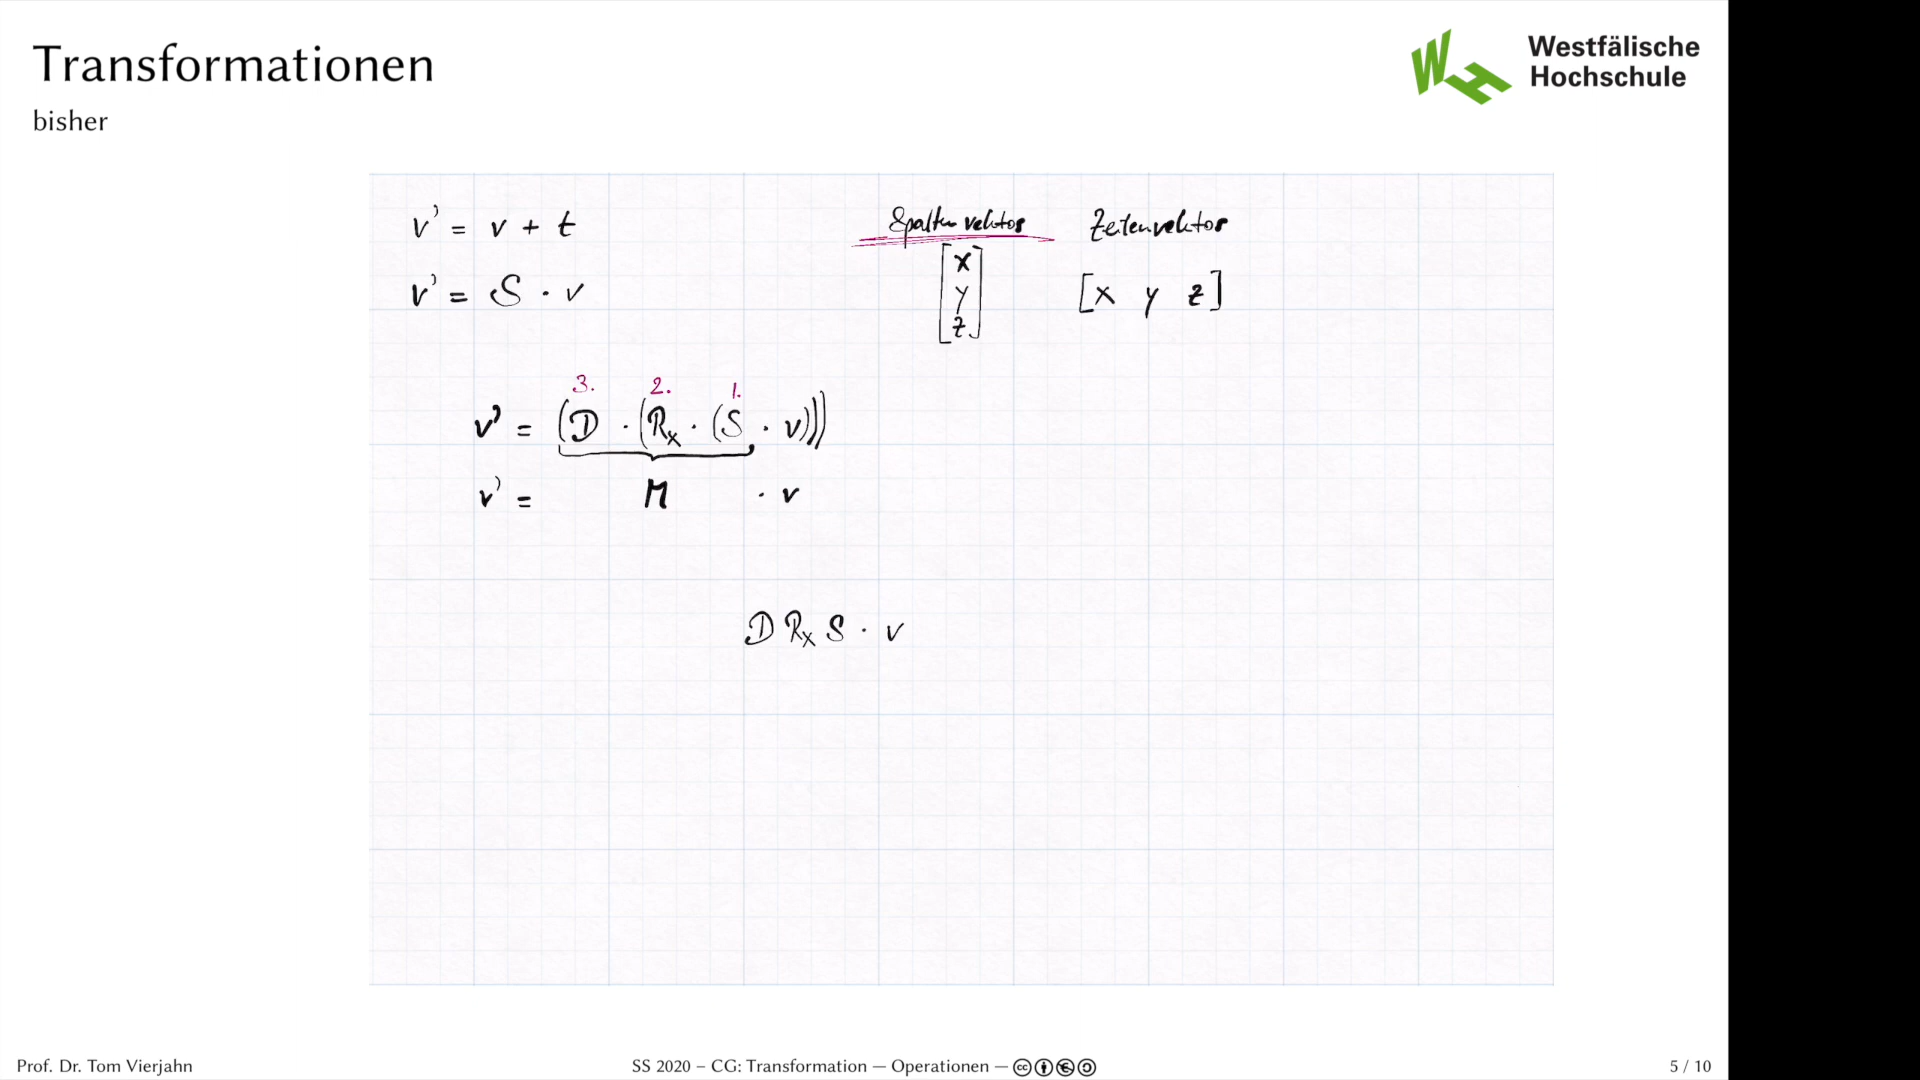 Transformationen
bisher
Westfälische
Hochschule
v' = v + t
v' = S · v
Spaltenvektor Zeilenvektor
[x y z]
[x y z]
3. 2. 1.
v' = (D · (Rx · (S · v)))
v' = M · v
D Rx S · v
Prof. Dr. Tom Vierjahn SS 2020 – CG: Transformation — Operationen — 5 / 10